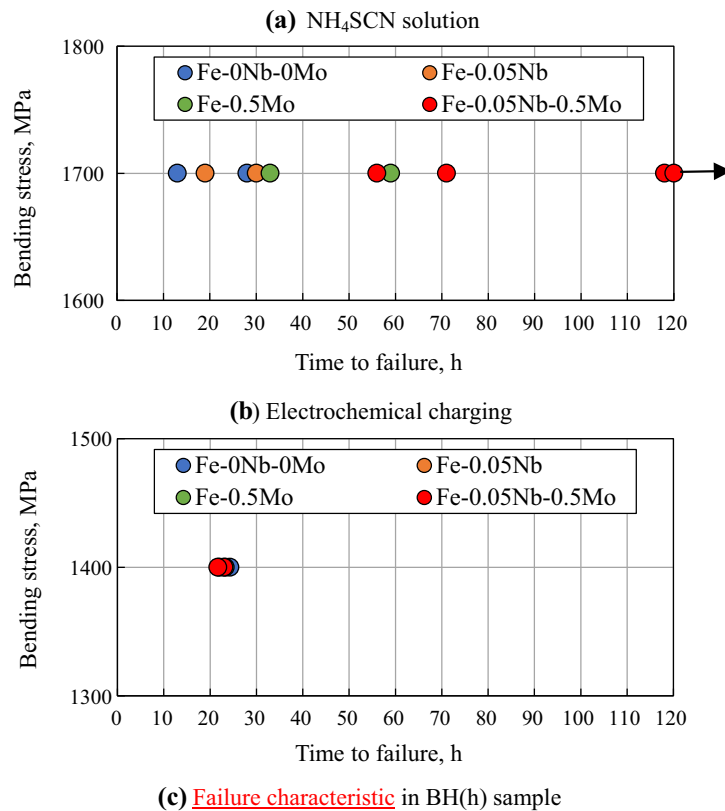 (a) NH₄SCN solution
1800
Fe-0Nb-0Mo Fe-0.05Nb
Fe-0.5Mo Fe-0.05Nb-0.5Mo
Bending stress, MPa
1700
1600
0 10 20 30 40 50 60 70 80 90 100 110 120
Time to failure, h
(b) Electrochemical charging
1500
Fe-0Nb-0Mo Fe-0.05Nb
Fe-0.5Mo Fe-0.05Nb-0.5Mo
Bending stress, MPa
1400
1300
0 10 20 30 40 50 60 70 80 90 100 110 120
Time to failure, h
(c) Failure characteristic in BH(h) sample